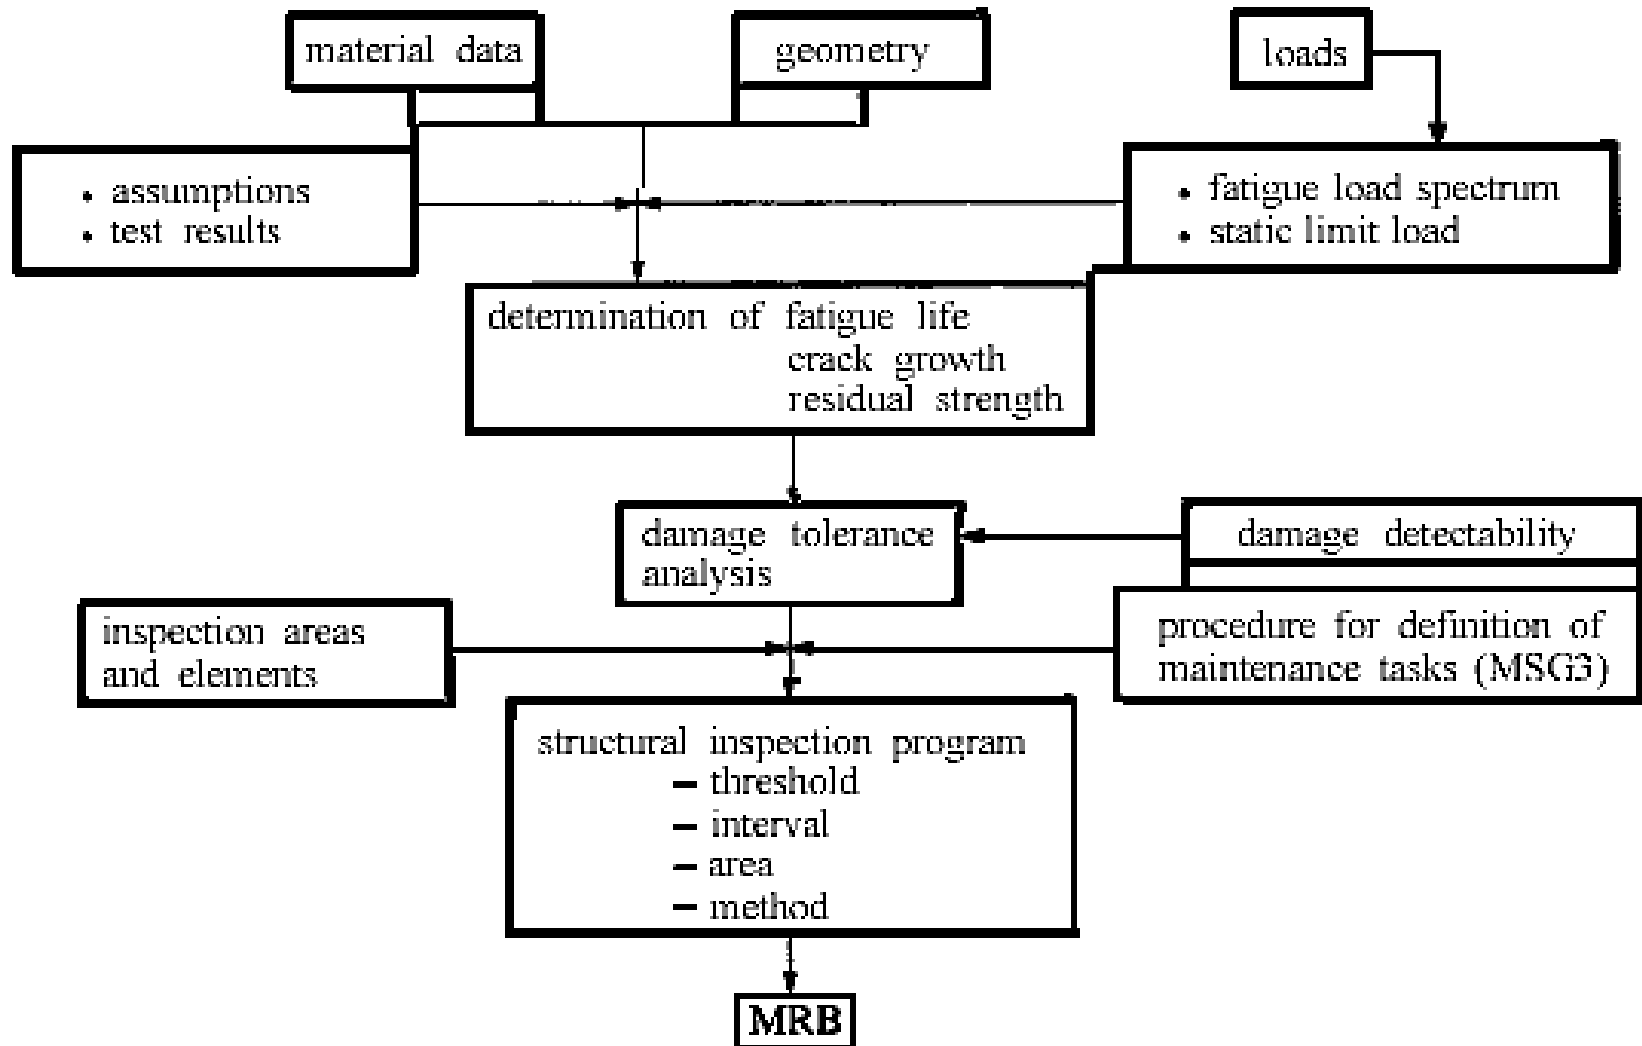 material data
geometry
loads
• assumptions
• test results
• fatigue load spectrum
• static limit load
determination of fatigue life
crack growth
residual strength
damage tolerance
analysis
damage detectability
inspection areas
and elements
procedure for definition of
maintenance tasks (MSG3)
structural inspection program
– threshold
– interval
– area
– method
MRB